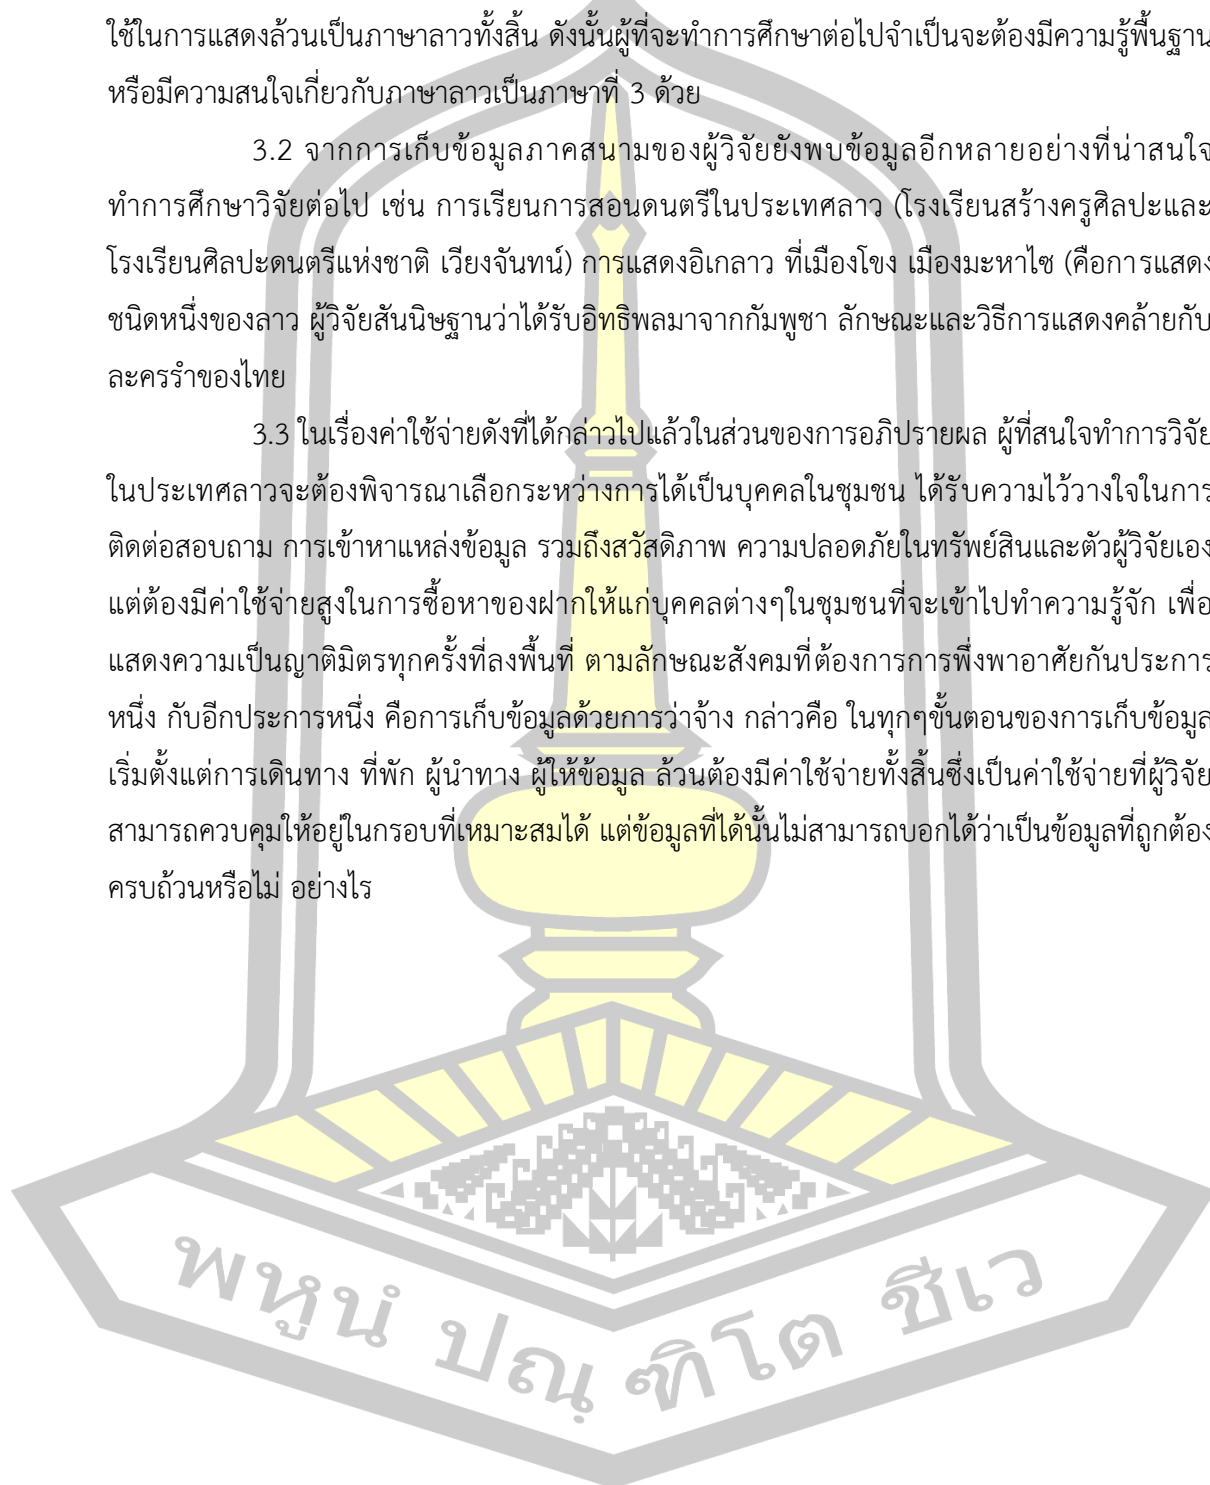 ใช้ในการแสดงล้วนเป็นภาษาลาวทั้งสิ้น ดังนั้นผู้ที่จะทำการศึกษาต่อไปจำเป็นจะต้องมีความรู้พื้นฐาน
หรือมีความสนใจเกี่ยวกับภาษาลาวเป็นภาษาที่ 3 ด้วย
3.2 จากการเก็บข้อมูลภาคสนามของผู้วิจัยยังพบข้อมูลอีกหลายอย่างที่น่าสนใจ
ทำการศึกษาวิจัยต่อไป เช่น การเรียนการสอนดนตรีในประเทศลาว (โรงเรียนสร้างครูศิลปะและ
โรงเรียนศิลปะดนตรีแห่งชาติ เวียงจันทน์) การแสดงอิเกลาว ที่เมืองโขง เมืองมะหาไซ (คือการแสดง
ชนิดหนึ่งของลาว ผู้วิจัยสันนิษฐานว่าได้รับอิทธิพลมาจากกัมพูชา ลักษณะและวิธีการแสดงคล้ายกับ
ละครรำของไทย
3.3 ในเรื่องค่าใช้จ่ายดังที่ได้กล่าวไปแล้วในส่วนของการอภิปรายผล ผู้ที่สนใจทำการวิจัย
ในประเทศลาวจะต้องพิจารณาเลือกระหว่างการได้เป็นบุคคลในชุมชน ได้รับความไว้วางใจในการ
ติดต่อสอบถาม การเข้าหาแหล่งข้อมูล รวมถึงสวัสดิภาพ ความปลอดภัยในทรัพย์สินและตัวผู้วิจัยเอง
แต่ต้องมีค่าใช้จ่ายสูงในการซื้อหาของฝากให้แก่บุคคลต่างๆในชุมชนที่จะเข้าไปทำความรู้จัก เพื่อ
แสดงความเป็นญาติมิตรทุกครั้งที่ลงพื้นที่ ตามลักษณะสังคมที่ต้องการการพึ่งพาอาศัยกันประการ
หนึ่ง กับอีกประการหนึ่ง คือการเก็บข้อมูลด้วยการว่าจ้าง กล่าวคือ ในทุกๆขั้นตอนของการเก็บข้อมูล
เริ่มตั้งแต่การเดินทาง ที่พัก ผู้นำทาง ผู้ให้ข้อมูล ล้วนต้องมีค่าใช้จ่ายทั้งสิ้นซึ่งเป็นค่าใช้จ่ายที่ผู้วิจัย
สามารถควบคุมให้อยู่ในกรอบที่เหมาะสมได้ แต่ข้อมูลที่ได้นั้นไม่สามารถบอกได้ว่าเป็นข้อมูลที่ถูกต้อง
ครบถ้วนหรือไม่ อย่างไร
พหูนํ ปณฺฑิโต ชีเว